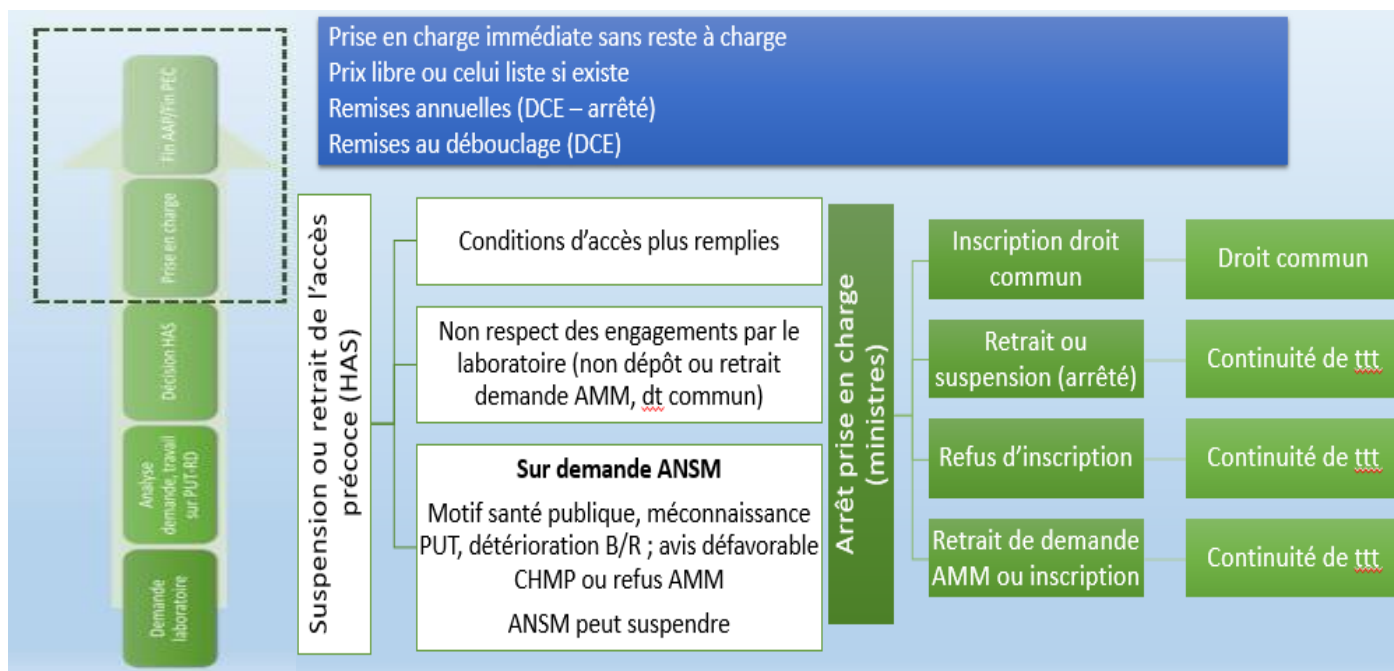 Prise en charge immédiate sans reste à charge
Prix libre ou celui liste si existe
Remises annuelles (DCE – arrêté)
Remises au débouclage (DCE)
Fin AAP/Fin PEC
Prise en charge
Décision HAS
Analyse
demande, travail
sur PUT-RD
Demande
laboratoire
Suspension ou retrait de l’accès
précoce (HAS)
Conditions d’accès plus remplies
Non respect des engagements par le
laboratoire (non dépôt ou retrait
demande AMM, dt commun)
Sur demande ANSM
Motif santé publique, méconnaissance
PUT, détérioration B/R ; avis défavorable
CHMP ou refus AMM
ANSM peut suspendre
Arrêt prise en charge
(ministres)
Inscription droit
commun
Droit commun
Retrait ou
suspension (arrêté)
Continuité de ttt
Refus d’inscription
Continuité de ttt
Retrait de demande
AMM ou inscription
Continuité de ttt